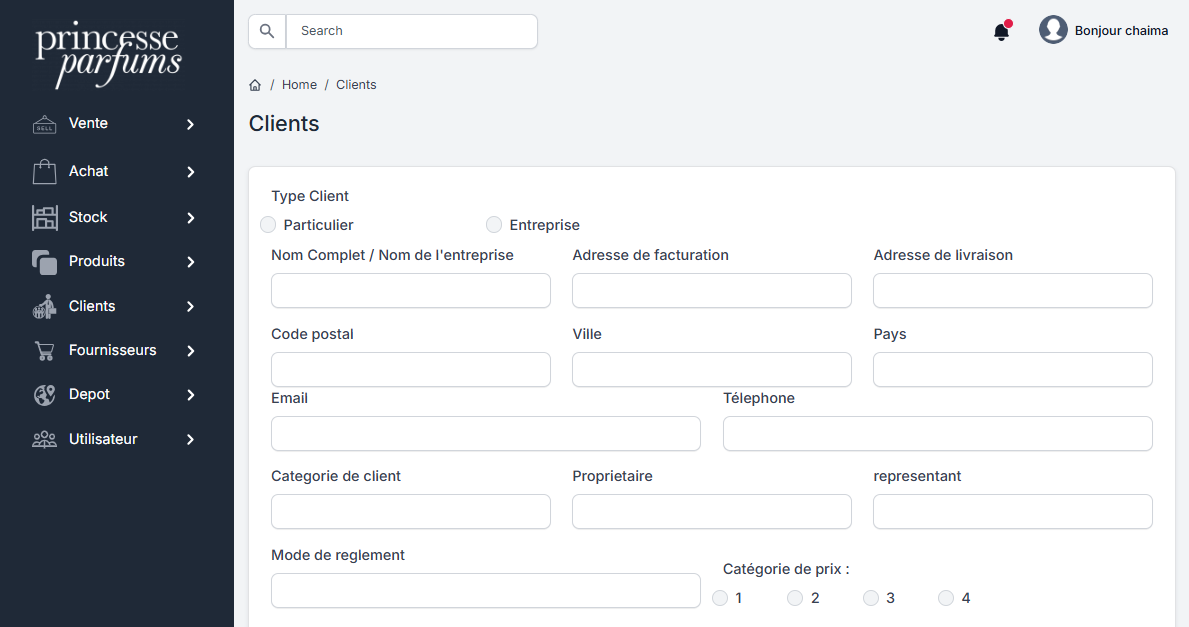 princesse
parfums
Search
Bonjour chaima
/ Home / Clients
Clients
SELL Vente
Achat
Stock
Produits
Clients
Fournisseurs
Depot
Utilisateur
Type Client
Particulier Entreprise
Nom Complet / Nom de l'entreprise Adresse de facturation Adresse de livraison
Code postal Ville Pays
Email Télephone
Categorie de client Proprietaire representant
Mode de reglement
Catégorie de prix :
1 2 3 4